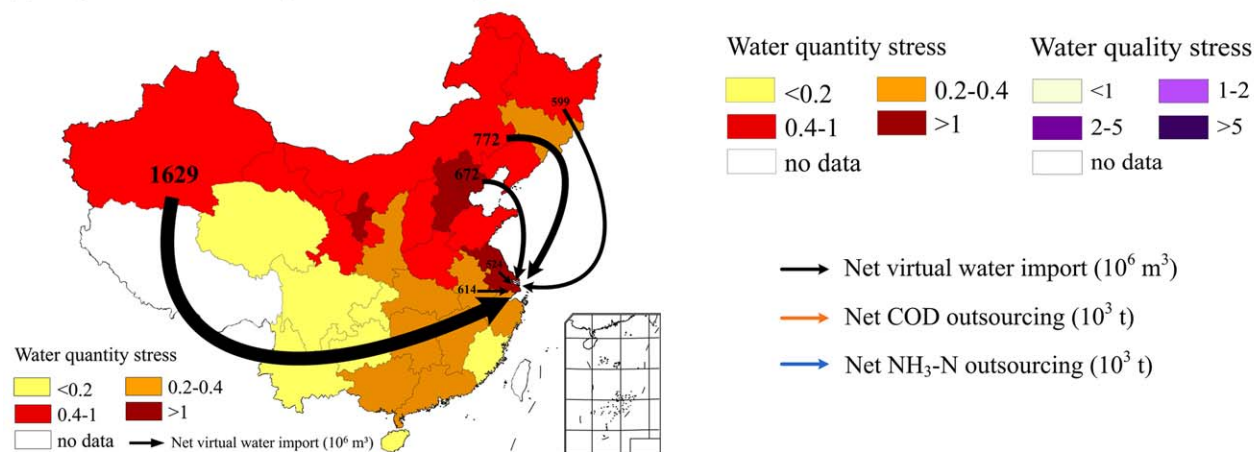 599
772
672
1629
524
614
Water quantity stress
<0.2
0.2-0.4
0.4-1
>1
no data
Net virtual water import (10⁶ m³)
Water quantity stress
<0.2
0.2-0.4
0.4-1
>1
no data
Water quality stress
<1
1-2
2-5
>5
no data
Net virtual water import (10⁶ m³)
Net COD outsourcing (10³ t)
Net NH₃-N outsourcing (10³ t)